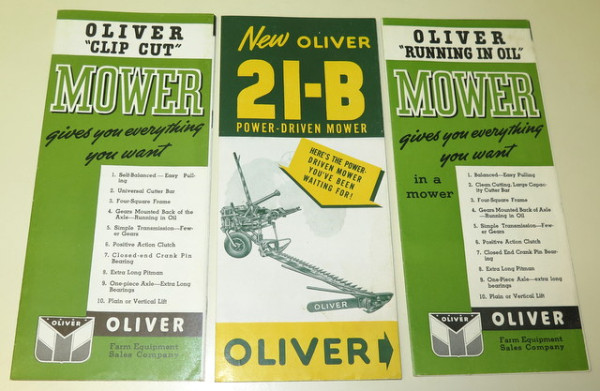 OLIVER
"CLIP CUT"
MOWER
gives you everything
you want
1. Self-Balanced—Easy Pull-
ing
2. Universal Cutter Bar
3. Four-Square Frame
4. Gears Mounted Back of the
Axle—Running in Oil
5. Simple Transmission—Few-
er Gears
6. Positive Action Clutch
7. Closed-end Crank Pin
Bearing
8. Extra Long Pitman
9. One-piece Axle—Extra Long
Bearings
10. Plain or Vertical Lift
OLIVER
OLIVER
Farm Equipment
Sales Company
New OLIVER
21-B
POWER-DRIVEN MOWER
HERE'S THE POWER-
DRIVEN MOWER
YOU'VE BEEN
WAITING FOR!
OLIVER
OLIVER
OLIVER
"RUNNING IN OIL"
MOWER
gives you everything
you want
in a
mower
1. Balanced—Easy Pulling
2. Clean Cutting, Large Capac-
ity Cutter Bar
3. Four-Square Frame
4. Gears Mounted Back of Axle
—Running in Oil
5. Simple Transmission—Few-
er Gears
6. Positive Action Clutch
7. Closed End Crank Pin Bear-
ing
8. Extra Long Pitman
9. One-Piece Axle—extra long
bearings
10. Plain or Vertical Lift
OLIVER
OLIVER
Farm Equipment
Sales Company